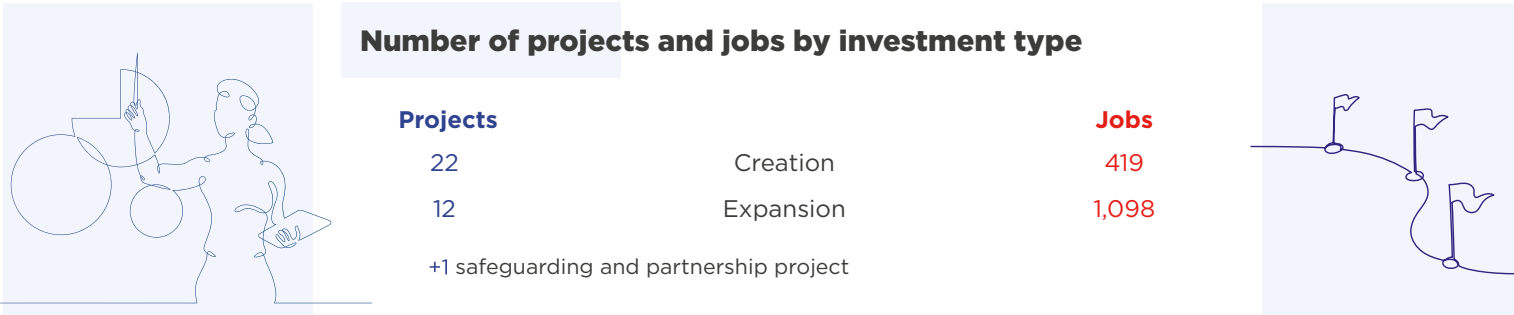 Number of projects and jobs by investment type
Projects Jobs
22 Creation 419
12 Expansion 1,098
+1 safeguarding and partnership project